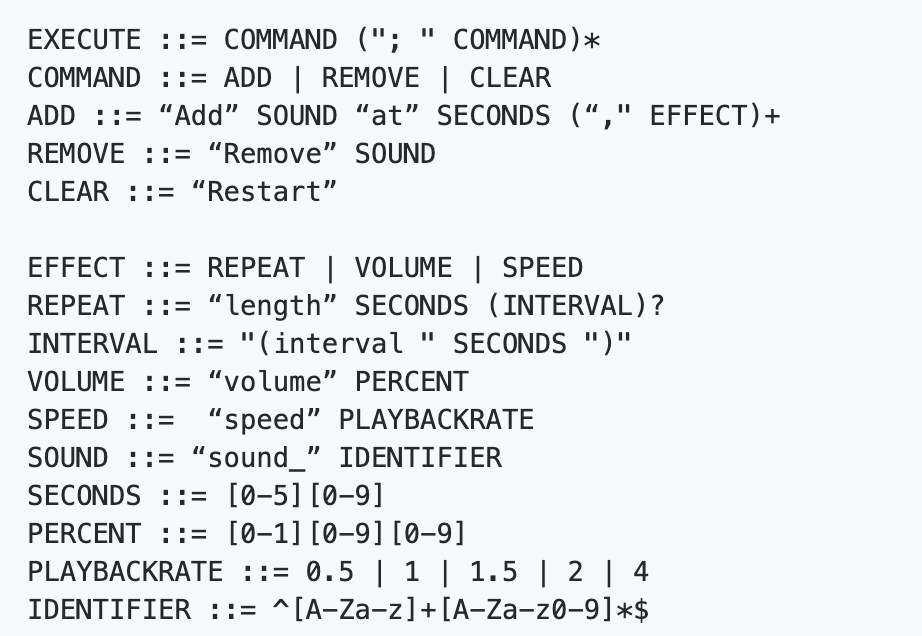 EXECUTE ::= COMMAND ("; " COMMAND)*
COMMAND ::= ADD | REMOVE | CLEAR
ADD ::= “Add” SOUND “at” SECONDS (“," EFFECT)+
REMOVE ::= “Remove” SOUND
CLEAR ::= “Restart”

EFFECT ::= REPEAT | VOLUME | SPEED
REPEAT ::= “length” SECONDS (INTERVAL)?
INTERVAL ::= "(interval " SECONDS ")"
VOLUME ::= “volume” PERCENT
SPEED ::=  “speed” PLAYBACKRATE
SOUND ::= “sound_” IDENTIFIER
SECONDS ::= [0-5][0-9]
PERCENT ::= [0-1][0-9][0-9]
PLAYBACKRATE ::= 0.5 | 1 | 1.5 | 2 | 4
IDENTIFIER ::= ^[A-Za-z]+[A-Za-z0-9]*$